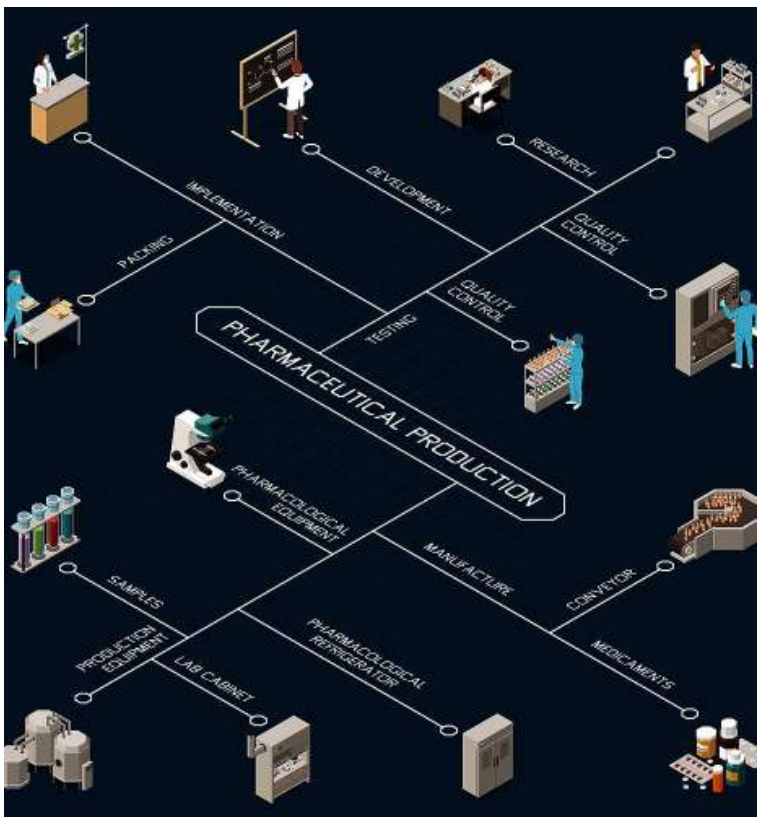 RESEARCH
DEVELOPMENT
IMPLEMENTATION
QUALITY
CONTROL
PACKING
QUALITY
CONTROL
TESTING
PHARMACEUTICAL PRODUCTION
PHARMACOLOGICAL
EQUIPMENT
MANUFACTURE
CONVEYOR
SAMPLES
PRODUCTION
EQUIPMENT
LAB CABINET
PHARMACOLOGICAL
REFRIGERATOR
MEDICAMENTS